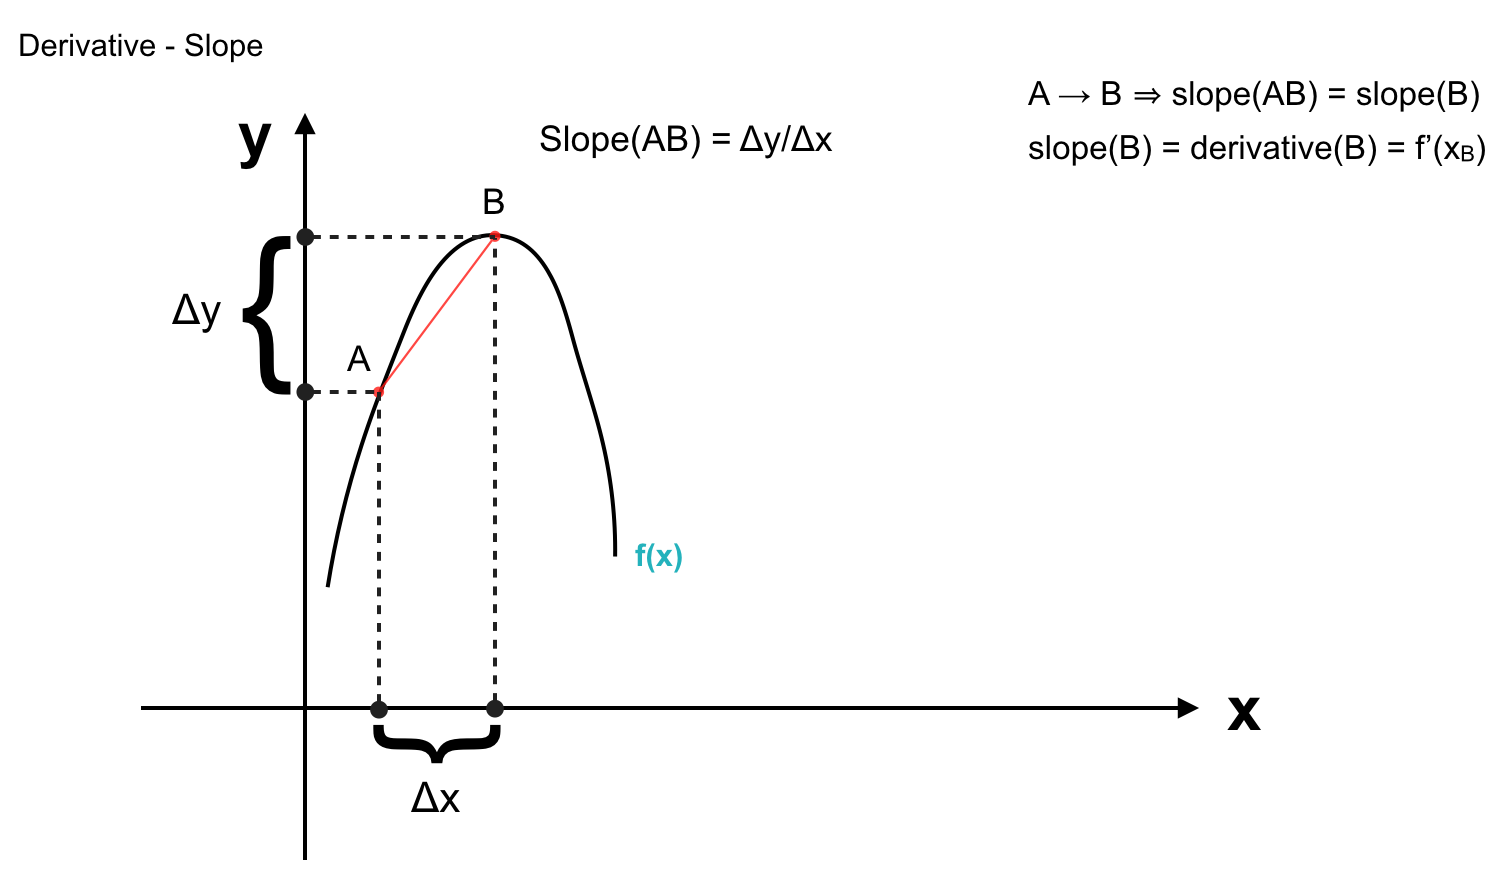 Derivative - Slope
A → B ⇒ slope(AB) = slope(B)
Slope(AB) = Δy/Δx
slope(B) = derivative(B) = f’(xB)
y
B
Δy
A
f(x)
x
Δx